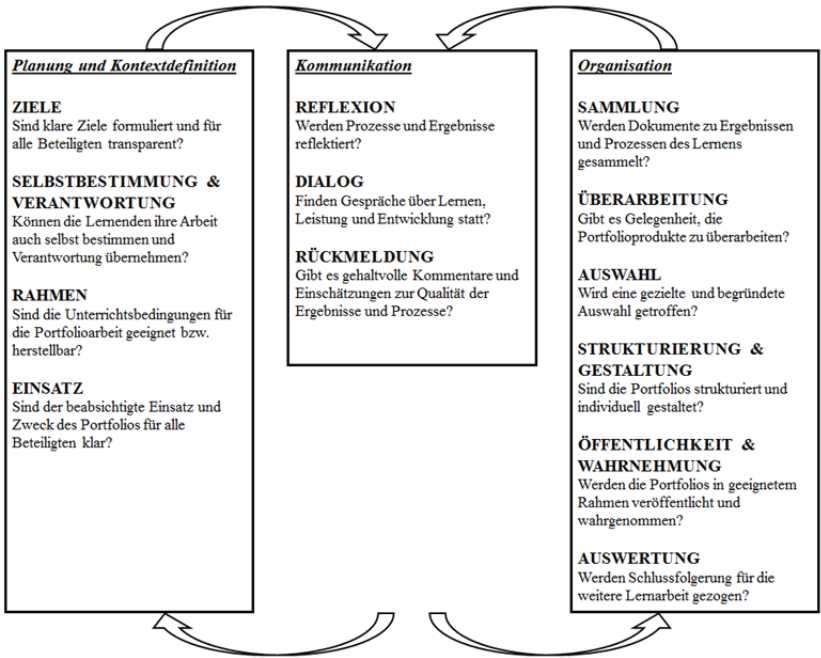 Planung und Kontextdefinition
ZIELE
Sind klare Ziele formuliert und für
alle Beteiligten transparent?
SELBSTBESTIMMUNG &
VERANTWORTUNG
Können die Lernenden ihre Arbeit
auch selbst bestimmen und
Verantwortung übernehmen?
RAHMEN
Sind die Unterrichtsbedingungen für
die Portfolioarbeit geeignet bzw.
herstellbar?
EINSATZ
Sind der beabsichtigte Einsatz und
Zweck des Portfolios für alle
Beteiligten klar?
Kommunikation
REFLEXION
Werden Prozesse und Ergebnisse
reflektiert?
DIALOG
Finden Gespräche über Lernen,
Leistung und Entwicklung statt?
RÜCKMELDUNG
Gibt es gehaltvolle Kommentare und
Einschätzungen zur Qualität der
Ergebnisse und Prozesse?
Organisation
SAMMLUNG
Werden Dokumente zu Ergebnissen
und Prozessen des Lernens
gesammelt?
ÜBERARBEITUNG
Gibt es Gelegenheit, die
Portfolioprodukte zu überarbeiten?
AUSWAHL
Wird eine gezielte und begründete
Auswahl getroffen?
STRUKTURIERUNG &
GESTALTUNG
Sind die Portfolios strukturiert und
individuell gestaltet?
ÖFFENTLICHKEIT &
WAHRNEHMUNG
Werden die Portfolios in geeignetem
Rahmen veröffentlicht und
wahrgenommen?
AUSWERTUNG
Werden Schlussfolgerung für die
weitere Lernarbeit gezogen?